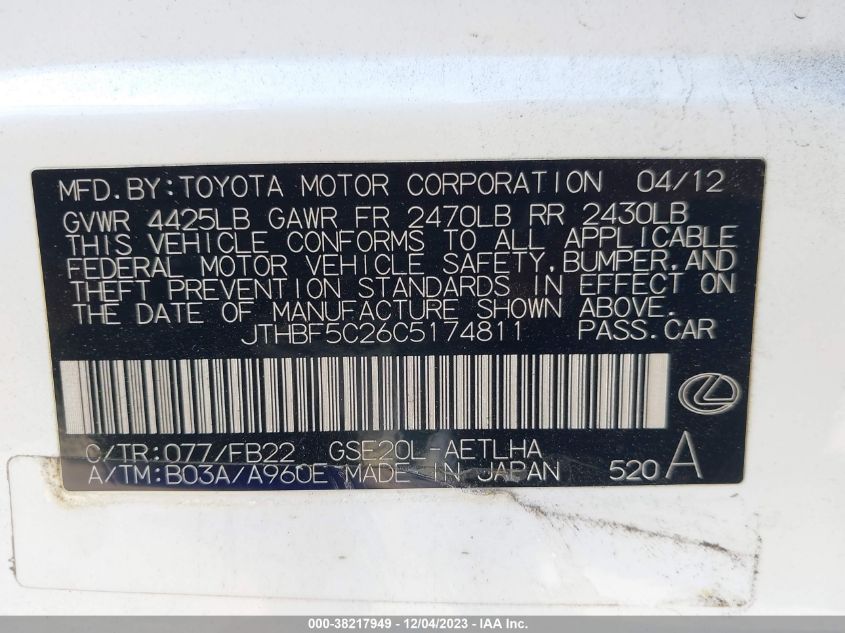 MFD.BY:TOYOTA MOTOR CORPORATION 04/12
GVWR 4425LB GAWR FR 2470LB RR 2430LB
THIS VEHICLE CONFORMS TO ALL APPLICABLE
FEDERAL MOTOR VEHICLE SAFETY,BUMPER,AND
THEFT PREVENTION STANDARDS IN EFFECT ON
THE DATE OF MANUFACTURE SHOWN ABOVE.
JTHBF5C26C5174811 PASS.CAR
C/TR:077/FB22 GSE20L-AETLHA
A/TM:B03A/A960E MADE IN JAPAN 520 A
000-38217949 - 12/04/2023 - IAA Inc.